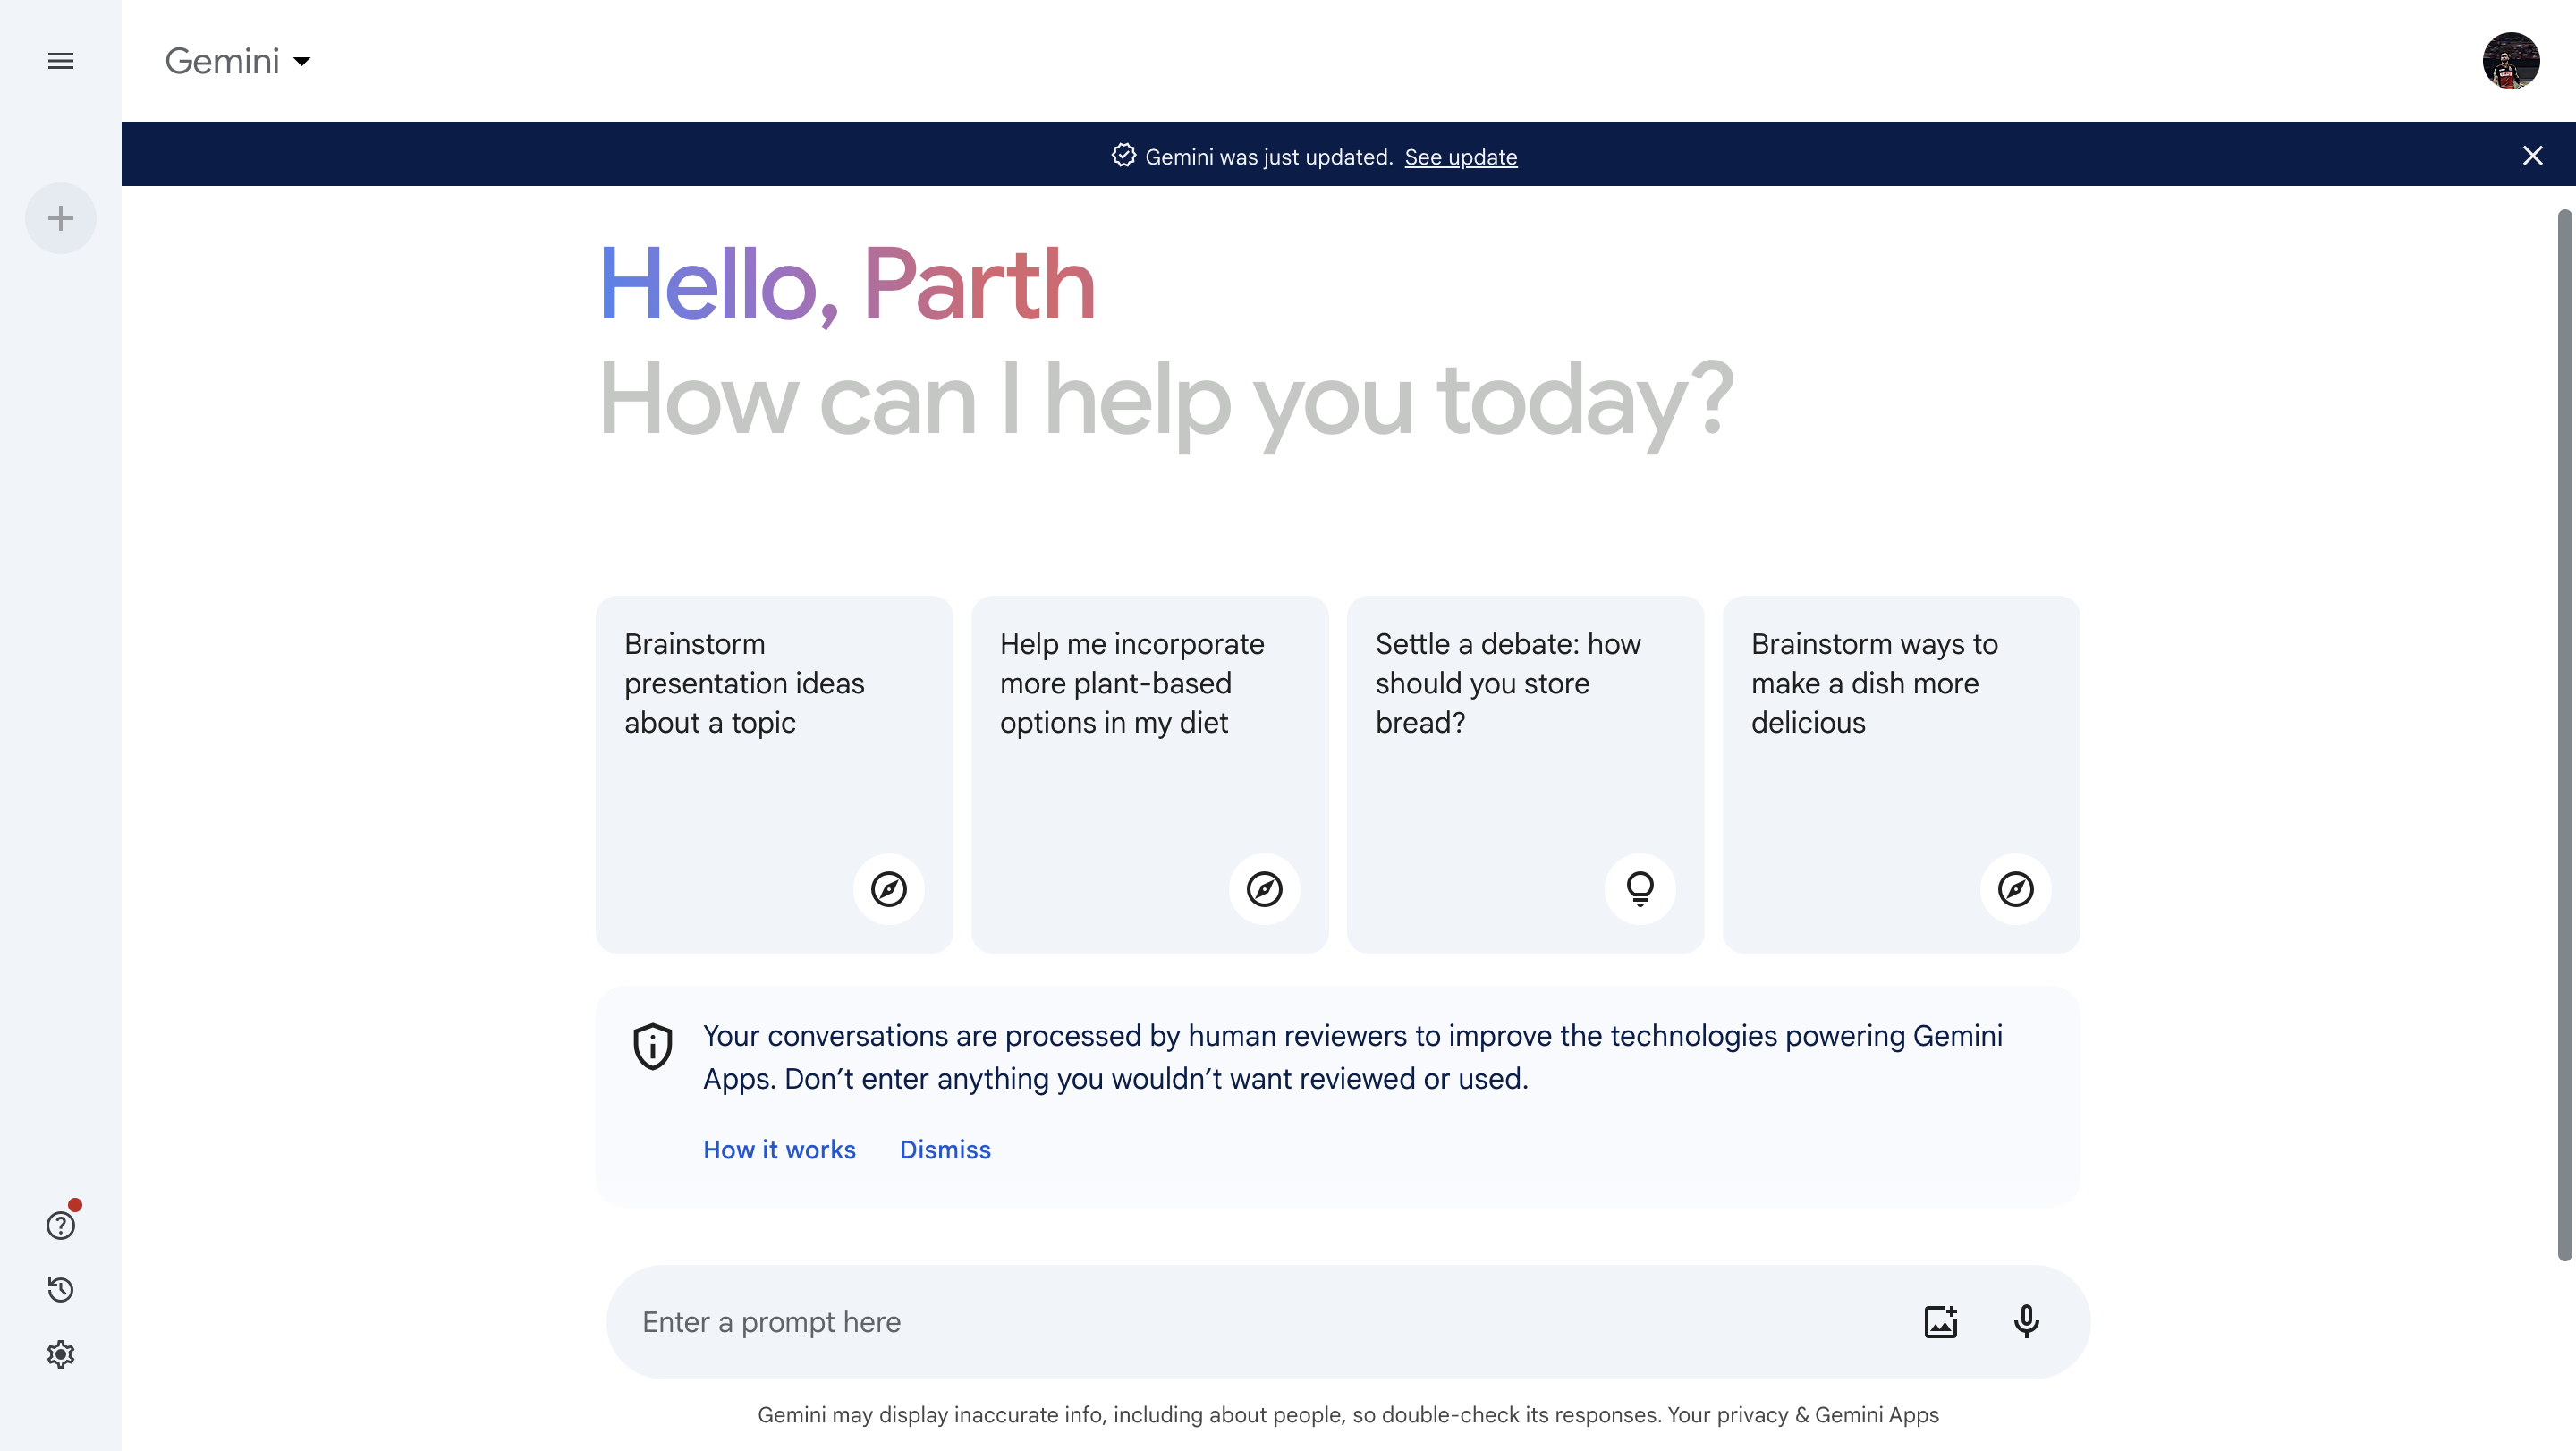 Gemini
Gemini was just updated. See update
Hello, Parth
How can I help you today?
Brainstorm
presentation ideas
about a topic
Help me incorporate
more plant-based
options in my diet
Settle a debate: how
should you store
bread?
Brainstorm ways to
make a dish more
delicious
Your conversations are processed by human reviewers to improve the technologies powering Gemini
Apps. Don’t enter anything you wouldn’t want reviewed or used.
How it works Dismiss
Enter a prompt here
Gemini may display inaccurate info, including about people, so double-check its responses. Your privacy & Gemini Apps